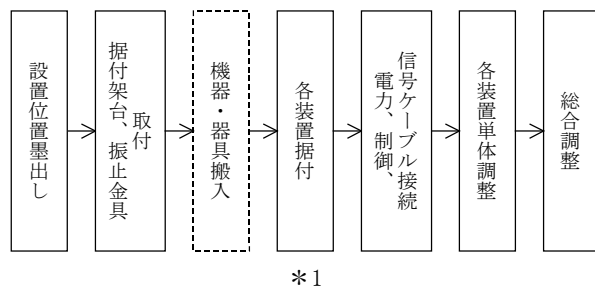 設置位置墨出し
据付架台、振止金具
取付
機器・器具搬入
各装置据付
電力、制御、
信号ケーブル接続
各装置単体調整
総合調整
＊1